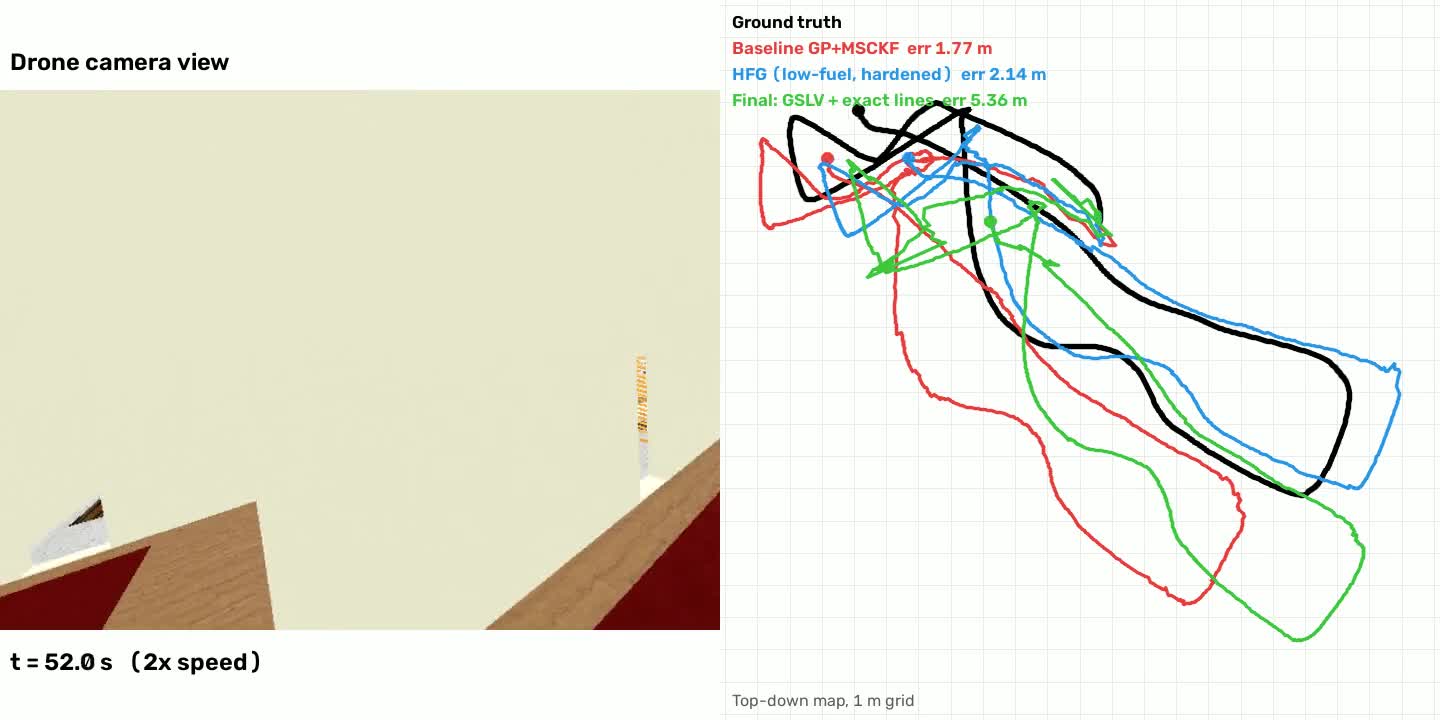 Drone camera view
t = 52.0 s (2x speed)
Ground truth
Baseline GP+MSCKF err 1.77 m
HFG (low-fuel, hardened) err 2.14 m
Final: GSLV + exact lines err 5.36 m
Top-down map, 1 m grid